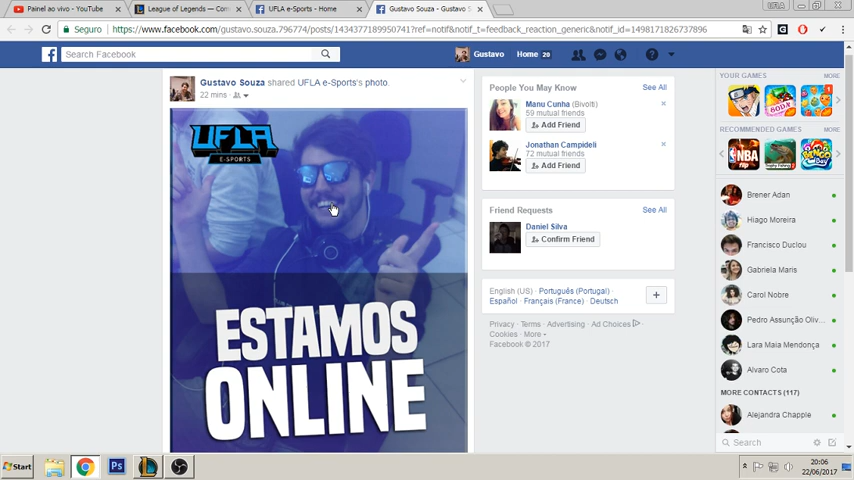 Painel ao vivo - YouTube
League of Legends — Com
UFLA e-Sports - Home
Gustavo Souza - Gustavo S
UFLA
Seguro
https://www.facebook.com/gustavo.souza.796774/posts/1434377189950741?ref=notif&notif_t=feedback_reaction_generic&notif_id=1498171826737896
Search Facebook
Gustavo
Home 20
Gustavo Souza shared UFLA e-Sports's photo.
22 mins
UFLA
E-SPORTS
ESTAMOS
ONLINE
People You May Know
See All
Manu Cunha (Bivolti)
59 mutual friends
Add Friend
Jonathan Campideli
72 mutual friends
Add Friend
Friend Requests
See All
Daniel Silva
Confirm Friend
English (US) · Português (Portugal) ·
Español · Français (France) · Deutsch
Privacy · Terms · Advertising · Ad Choices
Cookies · More
Facebook © 2017
YOUR GAMES
MORE
RECOMMENDED GAMES
MORE
NBA
Brener Adan
Hiago Moreira
Francisco Duclou
Gabriela Maris
Carol Nobre
Pedro Assunção Oliv...
Lara Maia Mendonça
Alvaro Cota
MORE CONTACTS (117)
Alejandra Chapple
Search
Start
Ps
20:06
22/06/2017